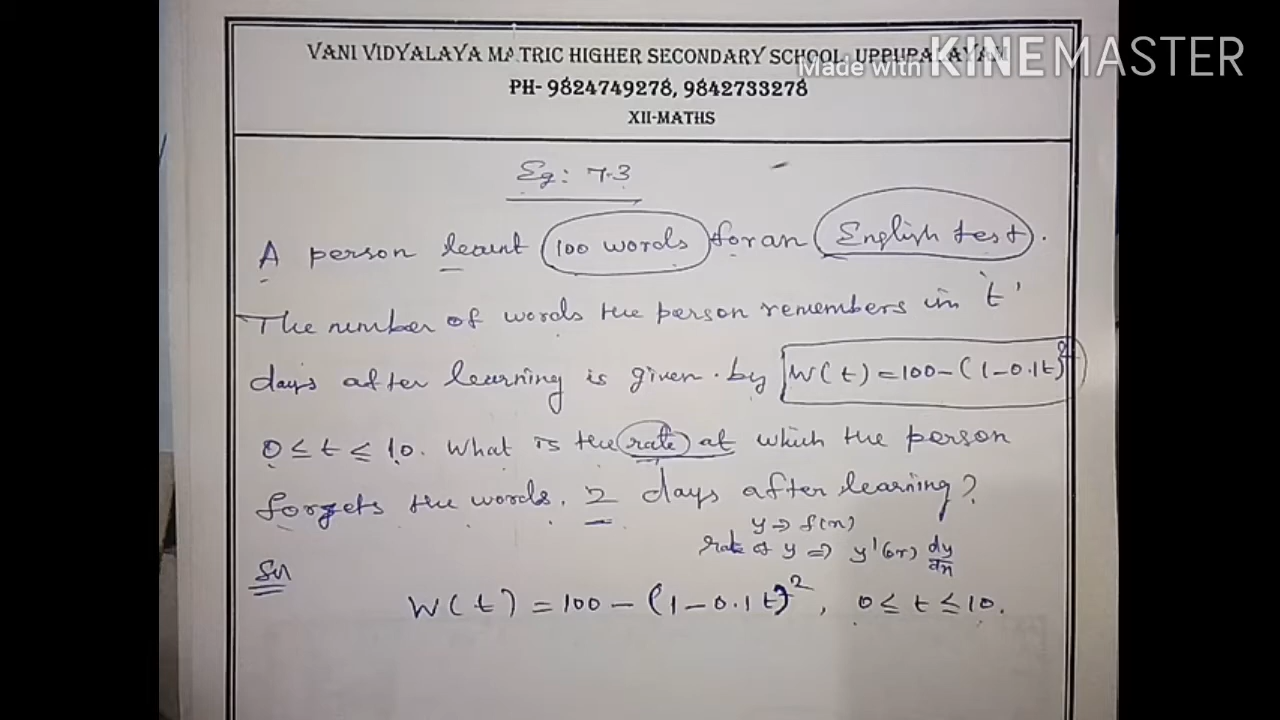 VANI VIDYALAYA MATRIC HIGHER SECONDARY SCHOOL, UPPUPALAYAM
Made with KINEMASTER
PH- 9824749278, 9842733278
XII-MATHS
Eg: 7.3
A person learnt 100 words for an English test.
The number of words the person remembers in 't'
days after learning is given by W(t) = 100 - (1 - 0.1t)²
0 ≤ t ≤ 10. What is the rate at which the person
forgets the words. 2 days after learning?
y ⇒ f(x)
rate of y ⇒ y' (or) dy/dx
Sol
W(t) = 100 - (1 - 0.1t)², 0 ≤ t ≤ 10.